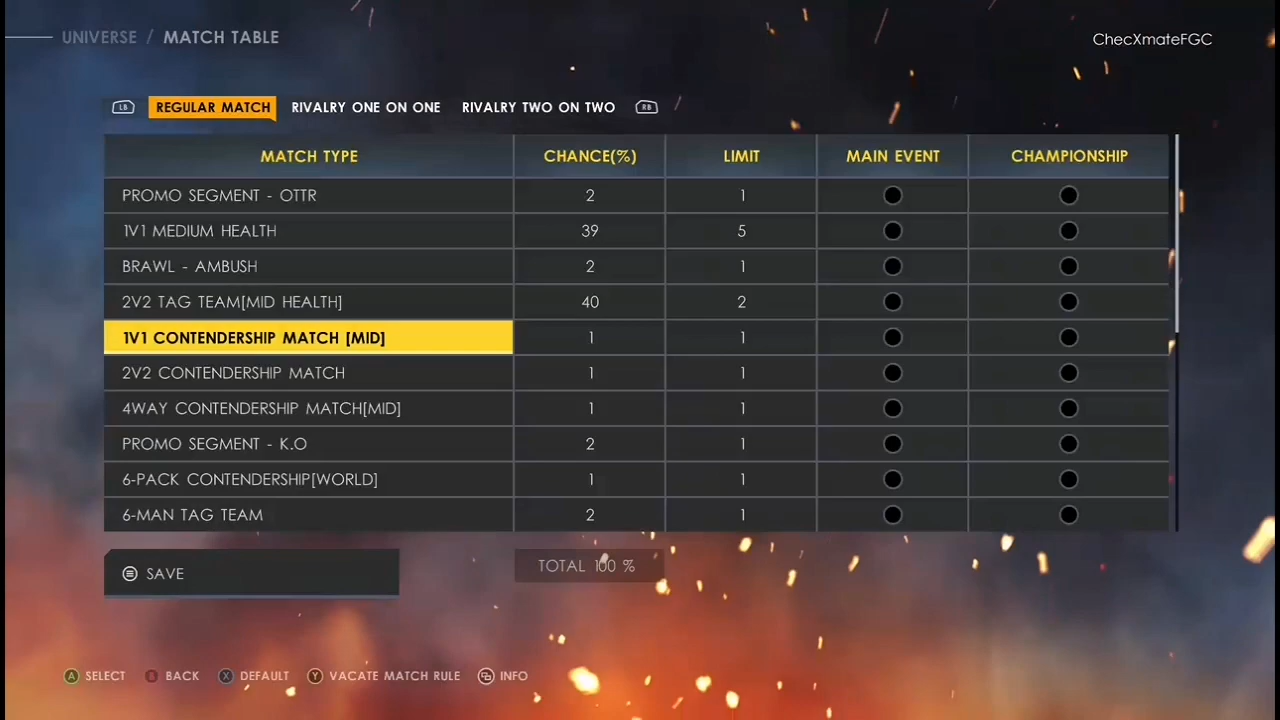 UNIVERSE / MATCH TABLE
ChecXmateFGC
LB REGULAR MATCH RIVALRY ONE ON ONE RIVALRY TWO ON TWO RB
MATCH TYPE CHANCE(%) LIMIT MAIN EVENT CHAMPIONSHIP
PROMO SEGMENT - OTTR 2 1
1V1 MEDIUM HEALTH 39 5
BRAWL - AMBUSH 2 1
2V2 TAG TEAM[MID HEALTH] 40 2
1V1 CONTENDERSHIP MATCH [MID] 1 1
2V2 CONTENDERSHIP MATCH 1 1
4WAY CONTENDERSHIP MATCH[MID] 1 1
PROMO SEGMENT - K.O 2 1
6-PACK CONTENDERSHIP[WORLD] 1 1
6-MAN TAG TEAM 2 1
SAVE TOTAL 100 %
A SELECT B BACK X DEFAULT Y VACATE MATCH RULE INFO